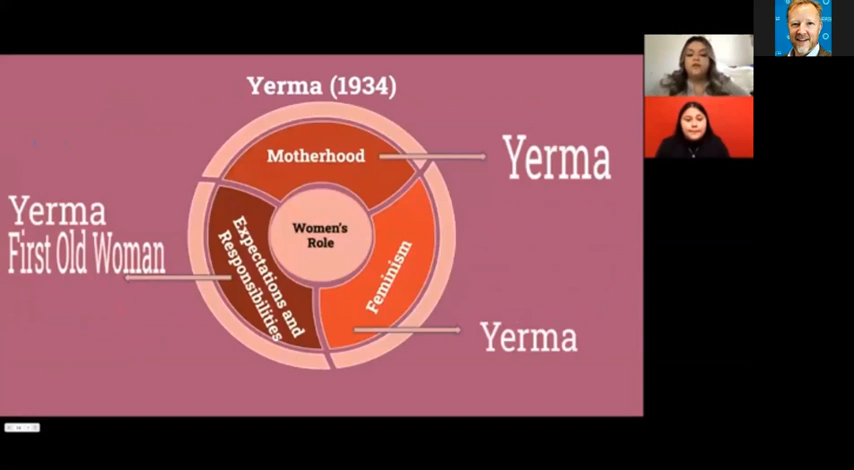 Yerma (1934)
Motherhood
Yerma
Yerma
First Old Woman
Women's
Role
Expectations and
Responsibilities
Feminism
Yerma